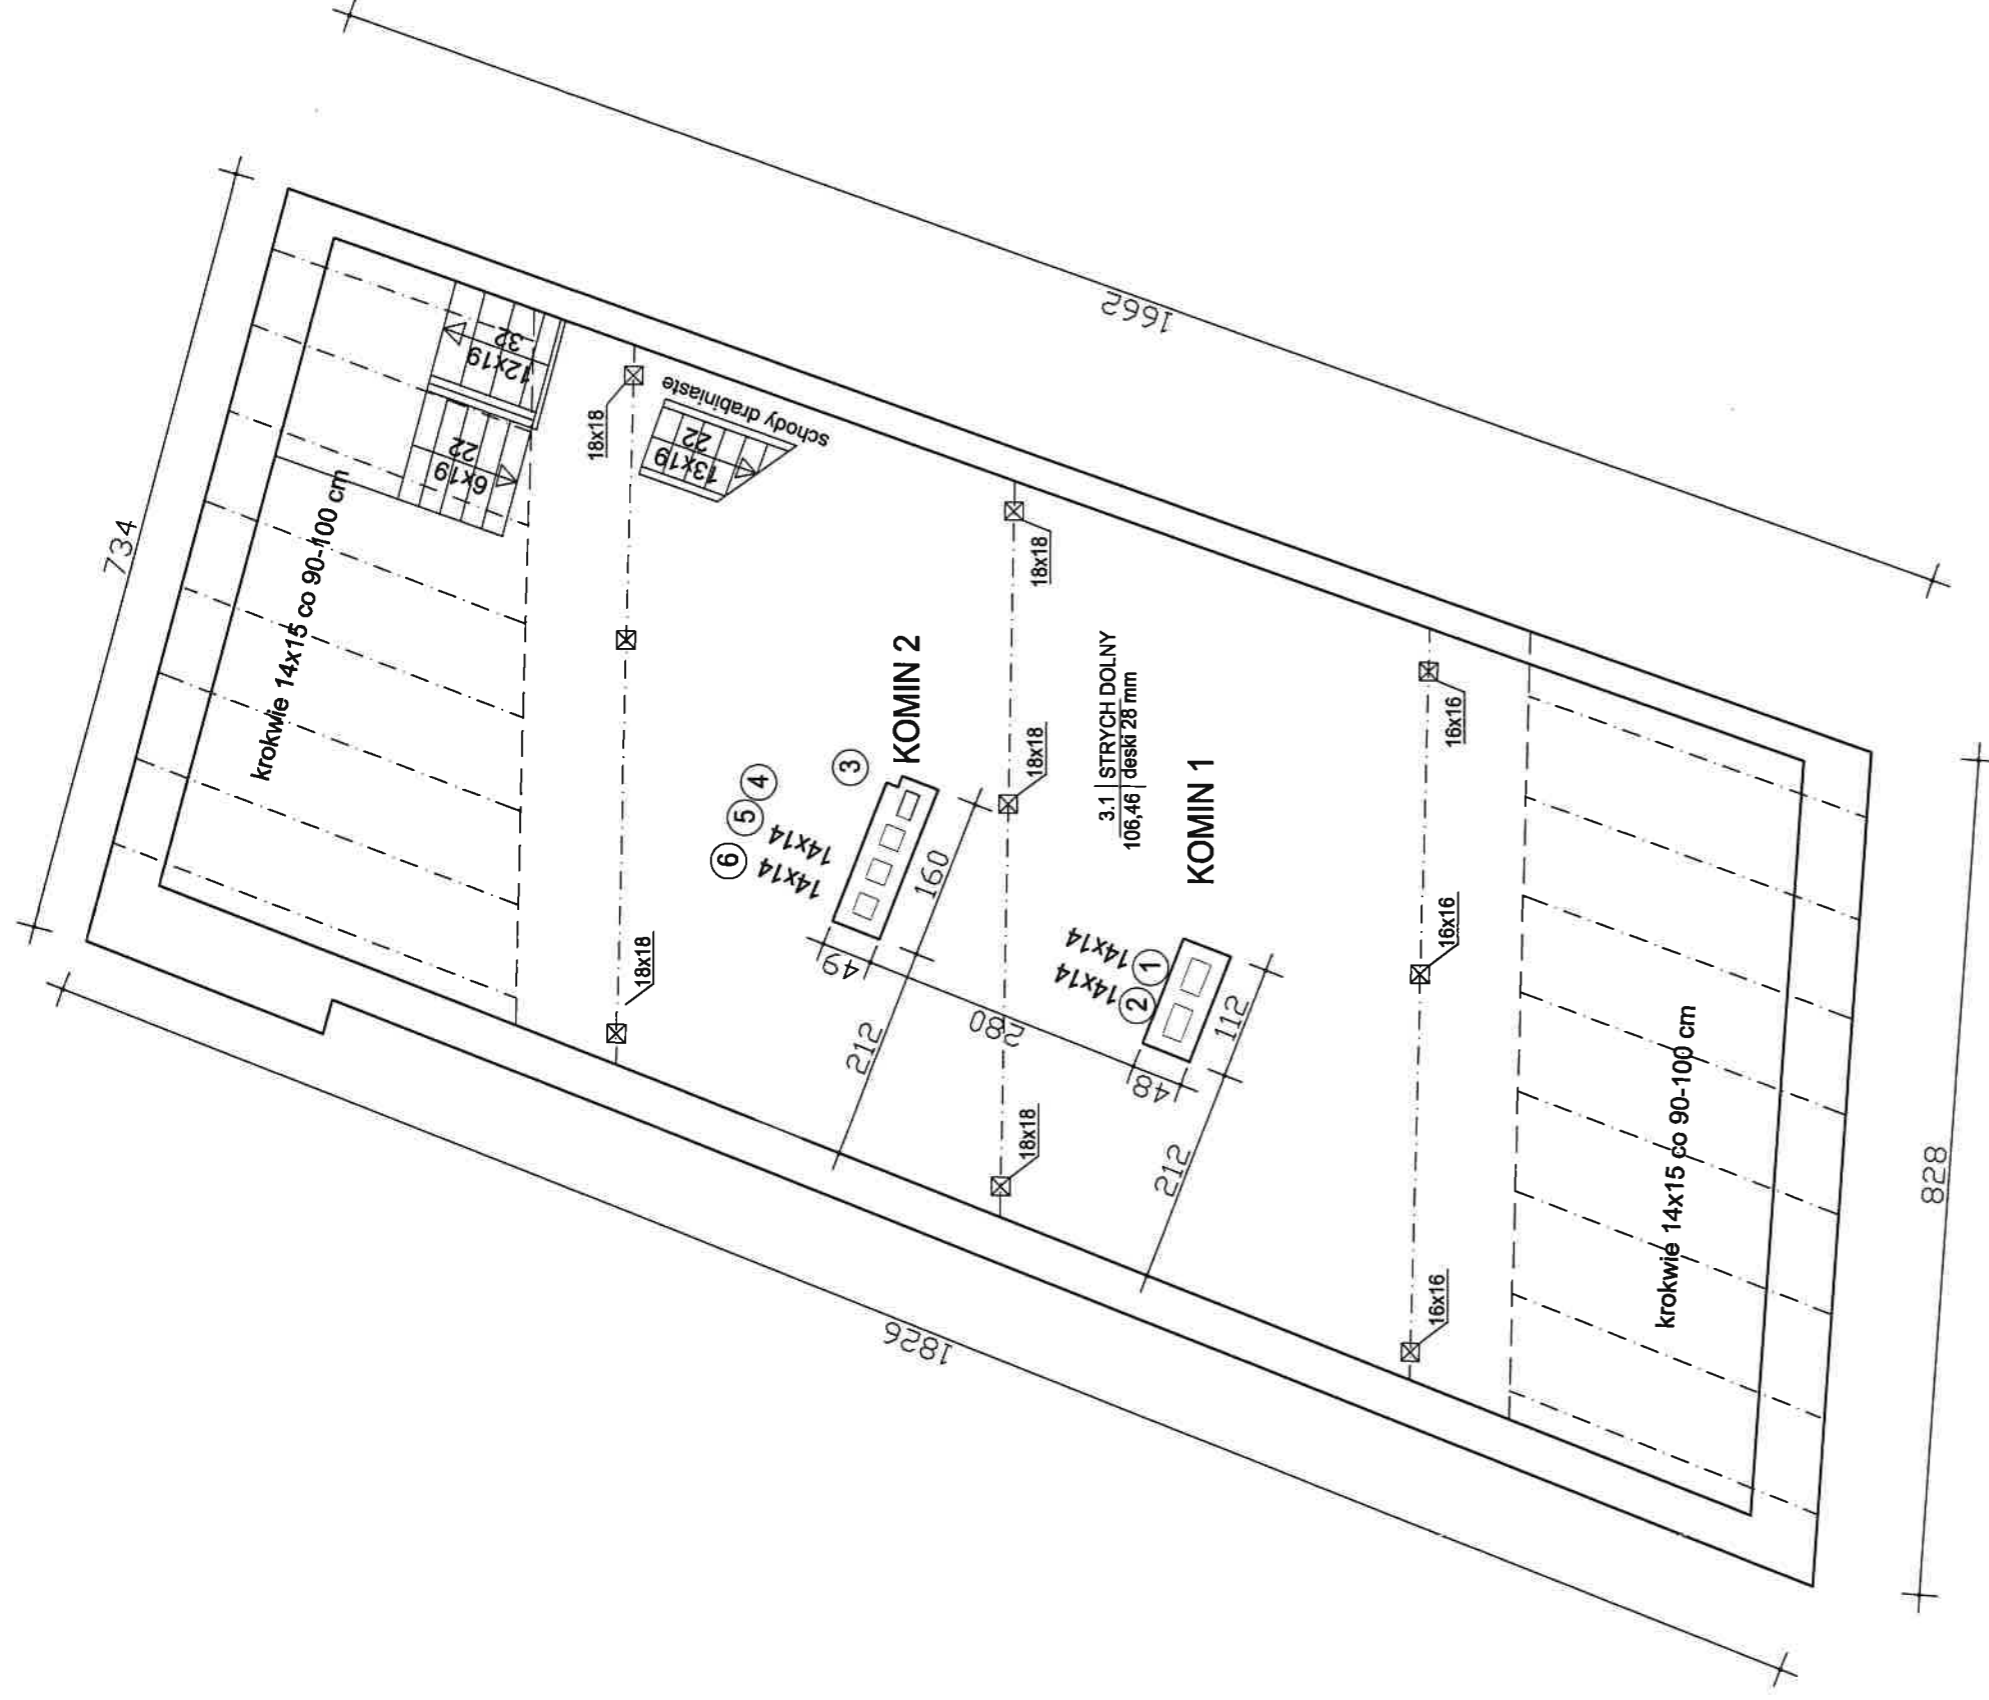 1662
734
krokwie 14x15 co 90-100 cm
12x19
32
6x19
22
18x18
schody drabiniaste
13x19
22
18x18
18x18
KOMIN 2
3
4
5
6
14x14
14x14
160
49
212
280
18x18
18x18
3.1 STRYCH DOLNY
106,46 deski 28 mm
KOMIN 1
14x14
14x14
1
2
112
48
212
18x18
16x16
16x16
16x16
krokwie 14x15 co 90-100 cm
1826
828